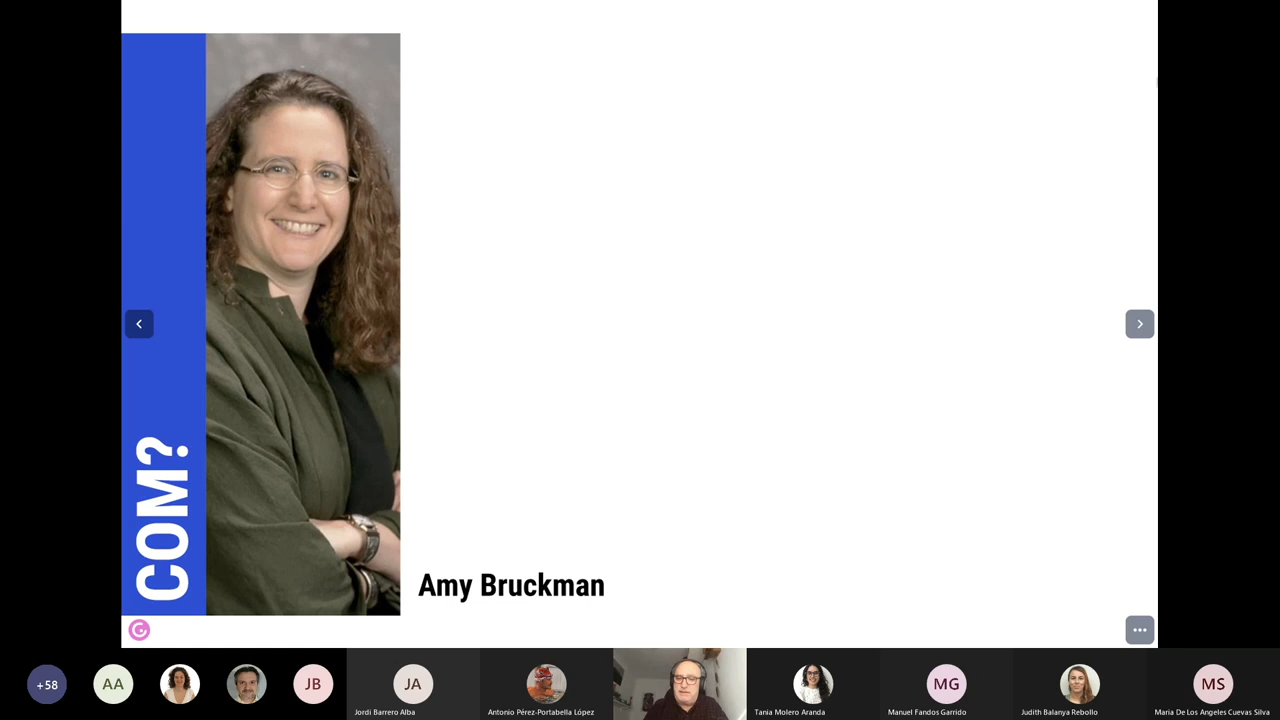 COM?
Amy Bruckman
+58
AA
JB
JA
Jordi Barrero Alba
Antonio Pérez-Portabella López
Tania Molero Aranda
MG
Manuel Fandos Garrido
Judith Balanya Rebollo
MS
Maria De Los Angeles Cuevas Silva